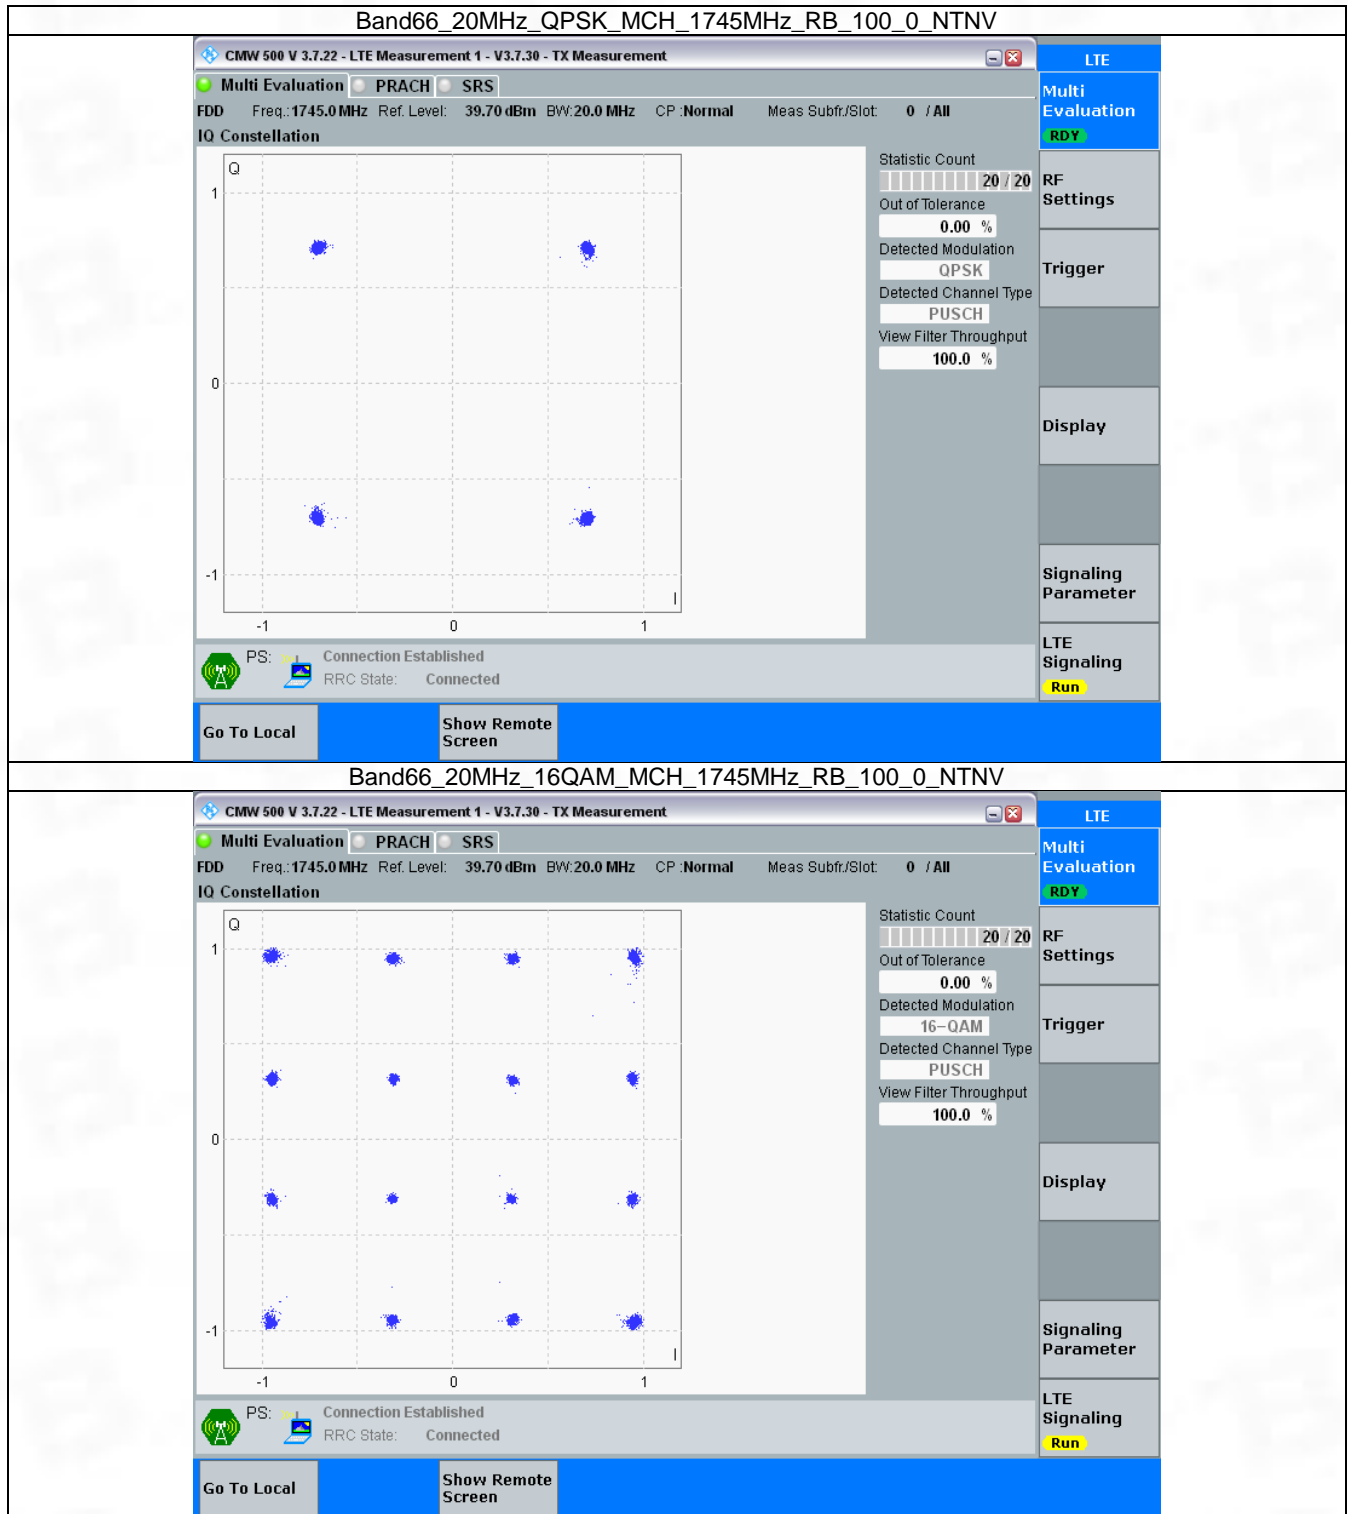 Band66_20MHz_QPSK_MCH_1745MHz_RB_100_0_NTNV
CMW 500 V 3.7.22 - LTE Measurement 1 - V3.7.30 - TX Measurement
LTE
Multi Evaluation PRACH SRS
Multi
Evaluation
RDY
FDD Freq.:1745.0 MHz Ref. Level: 39.70 dBm BW:20.0 MHz CP :Normal Meas Subfr./Slot: 0 / All
IQ Constellation
Q
1
0
-1
I
-1 0 1
Statistic Count
20 / 20
Out of Tolerance
0.00 %
Detected Modulation
QPSK
Detected Channel Type
PUSCH
View Filter Throughput
100.0 %
RF
Settings
Trigger
Display
Signaling
Parameter
LTE
Signaling
Run
PS: Connection Established
RRC State: Connected
Go To Local
Show Remote
Screen
Band66_20MHz_16QAM_MCH_1745MHz_RB_100_0_NTNV
CMW 500 V 3.7.22 - LTE Measurement 1 - V3.7.30 - TX Measurement
LTE
Multi Evaluation PRACH SRS
Multi
Evaluation
RDY
FDD Freq.:1745.0 MHz Ref. Level: 39.70 dBm BW:20.0 MHz CP :Normal Meas Subfr./Slot: 0 / All
IQ Constellation
Q
1
0
-1
I
-1 0 1
Statistic Count
20 / 20
Out of Tolerance
0.00 %
Detected Modulation
16-QAM
Detected Channel Type
PUSCH
View Filter Throughput
100.0 %
RF
Settings
Trigger
Display
Signaling
Parameter
LTE
Signaling
Run
PS: Connection Established
RRC State: Connected
Go To Local
Show Remote
Screen